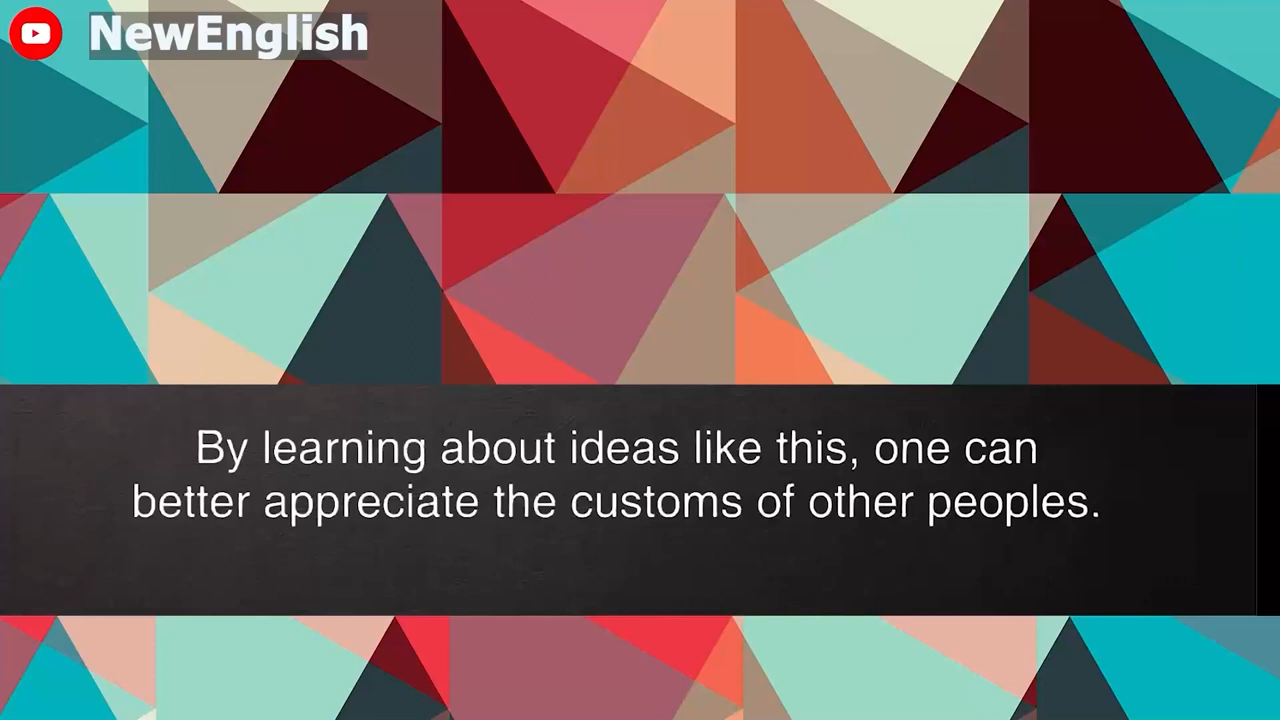 NewEnglish
By learning about ideas like this, one can
better appreciate the customs of other peoples.